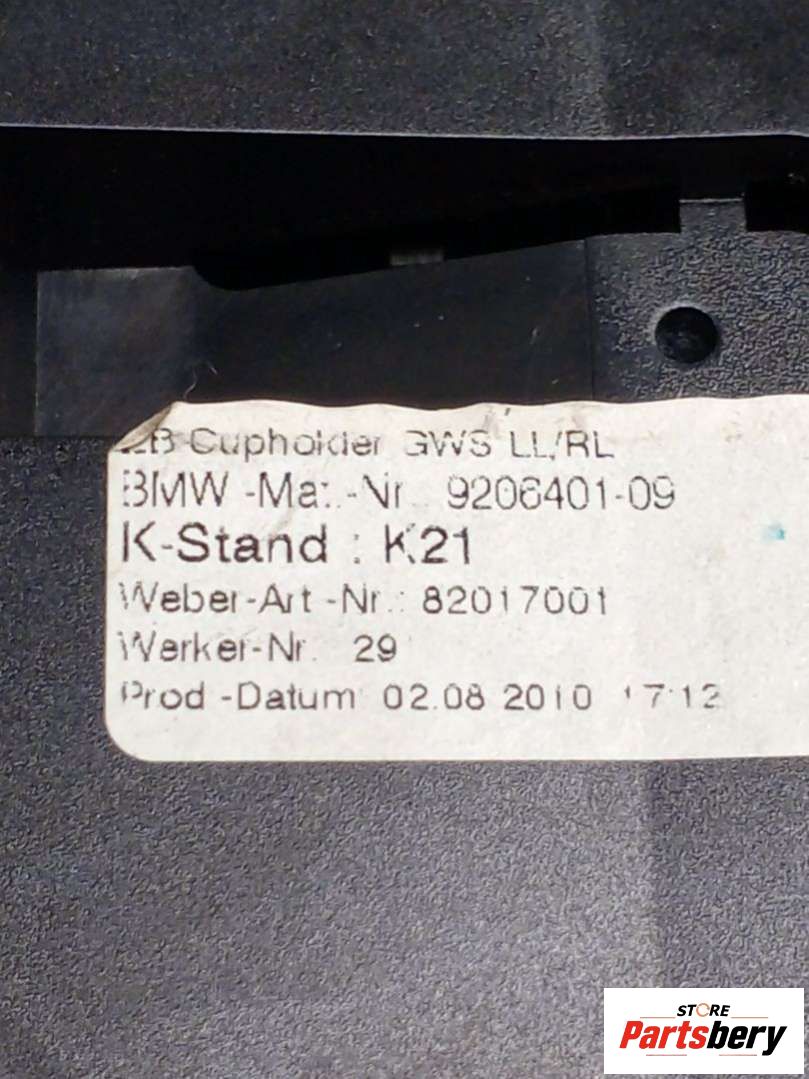 ZB Cupholder GWS LL/RL
BMW -Mat.-Nr. 9206401-09
K-Stand : K21
Weber-Art.-Nr.: 82017001
Werker-Nr. 29
Prod.-Datum 02.08.2010 17:12
STORE
Partsbery